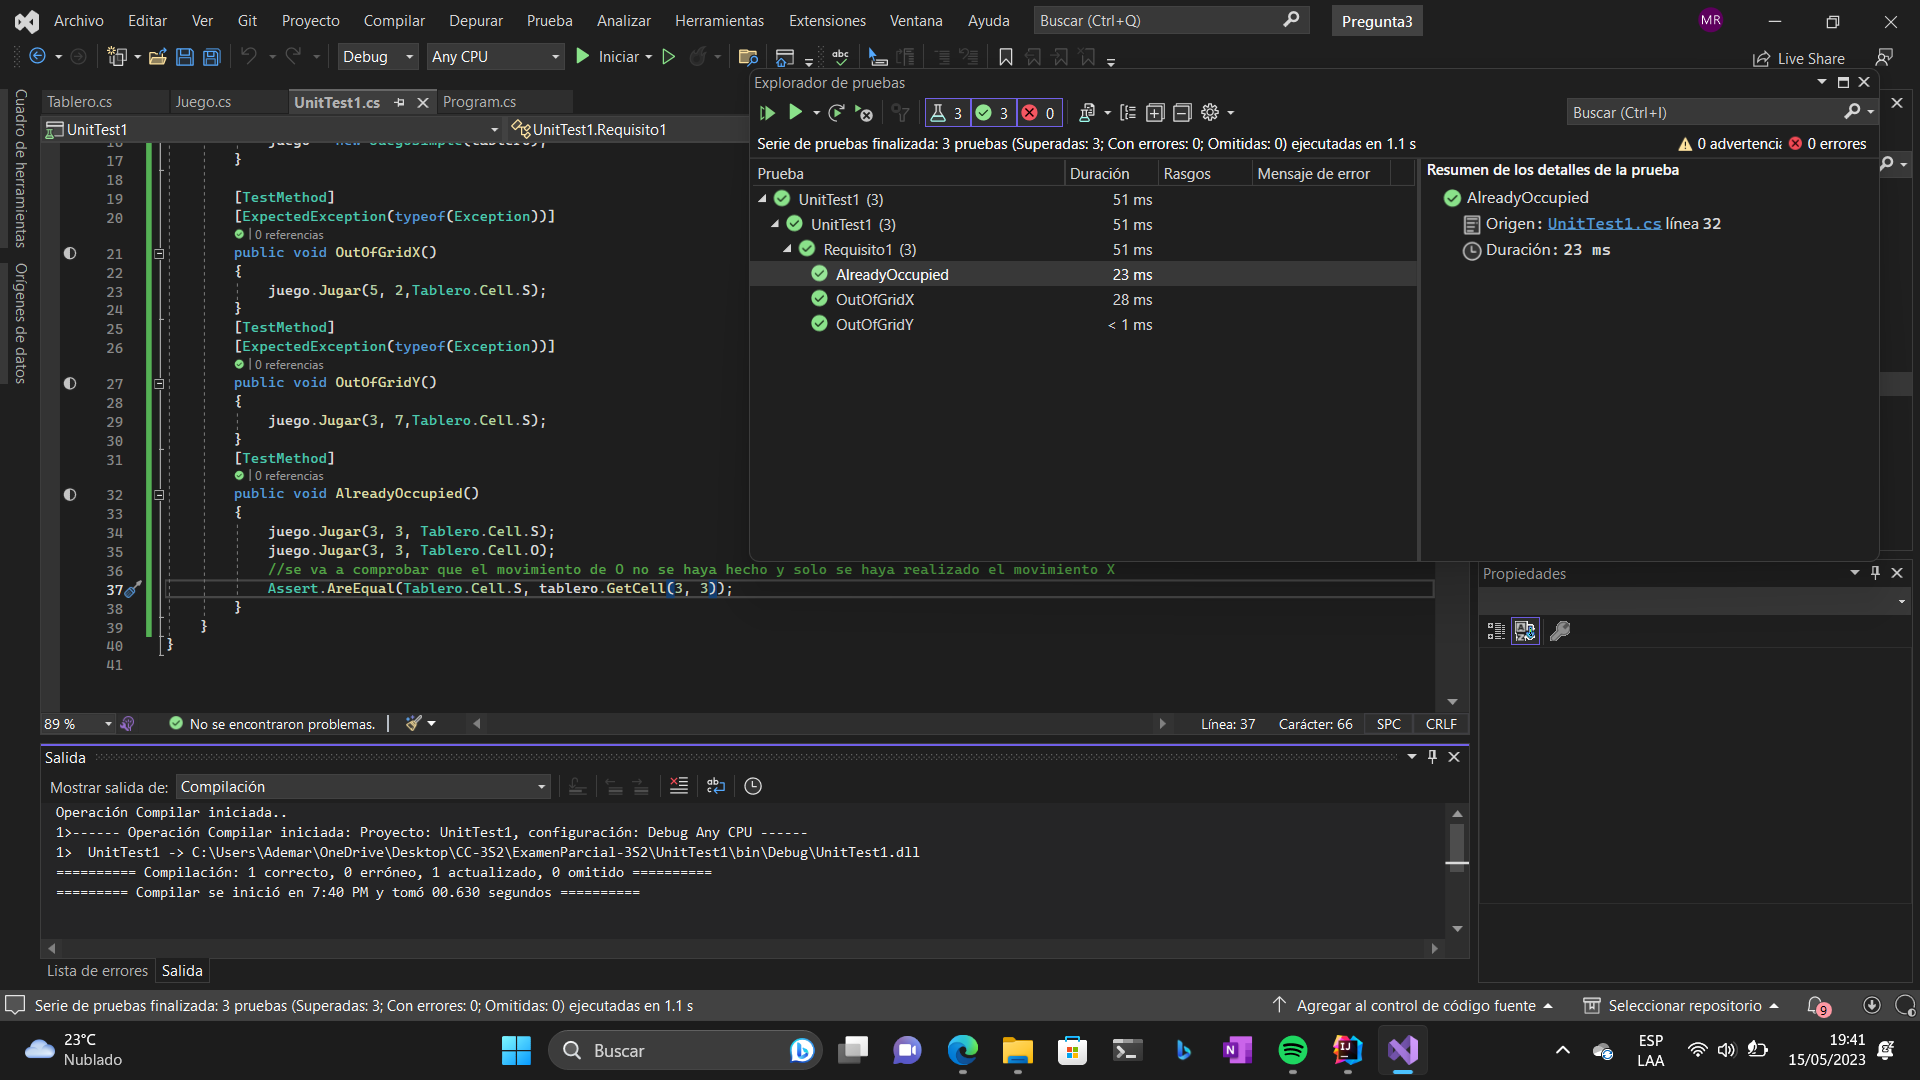 Archivo Editar Ver Git Proyecto Compilar Depurar Prueba Analizar Herramientas Extensiones Ventana Ayuda Buscar (Ctrl+Q) Pregunta3 MR
Debug Any CPU Iniciar Live Share
Cuadro de herramientas
Orígenes de datos
Tablero.cs Juego.cs UnitTest1.cs Program.cs
UnitTest1 UnitTest1.Requisito1
17 }
18
19 [TestMethod]
20 [ExpectedException(typeof(Exception))]
0 referencias
21 public void OutOfGridX()
22 {
23 juego.Jugar(5, 2,Tablero.Cell.S);
24 }
25 [TestMethod]
26 [ExpectedException(typeof(Exception))]
0 referencias
27 public void OutOfGridY()
28 {
29 juego.Jugar(3, 7,Tablero.Cell.S);
30 }
31 [TestMethod]
0 referencias
32 public void AlreadyOccupied()
33 {
34 juego.Jugar(3, 3, Tablero.Cell.S);
35 juego.Jugar(3, 3, Tablero.Cell.O);
36 //se va a comprobar que el movimiento de O no se haya hecho y solo se haya realizado el movimiento X
37 Assert.AreEqual(Tablero.Cell.S, tablero.GetCell(3, 3));
38 }
39 }
40 }
41
89 % No se encontraron problemas. Línea: 37 Carácter: 66 SPC CRLF
Explorador de pruebas
3 3 0 Buscar (Ctrl+I)
Serie de pruebas finalizada: 3 pruebas (Superadas: 3; Con errores: 0; Omitidas: 0) ejecutadas en 1.1 s 0 advertenci 0 errores
Prueba Duración Rasgos Mensaje de error
UnitTest1 (3) 51 ms
UnitTest1 (3) 51 ms
Requisito1 (3) 51 ms
AlreadyOccupied 23 ms
OutOfGridX 28 ms
OutOfGridY < 1 ms
Resumen de los detalles de la prueba
AlreadyOccupied
Origen: UnitTest1.cs línea 32
Duración: 23 ms
Propiedades
Salida
Mostrar salida de: Compilación
Operación Compilar iniciada..
1>------ Operación Compilar iniciada: Proyecto: UnitTest1, configuración: Debug Any CPU ------
1> UnitTest1 -> C:\Users\Ademar\OneDrive\Desktop\CC-3S2\ExamenParcial-3S2\UnitTest1\bin\Debug\UnitTest1.dll
========== Compilación: 1 correcto, 0 erróneo, 1 actualizado, 0 omitido ==========
========= Compilar se inició en 7:40 PM y tomó 00.630 segundos ==========
Lista de errores Salida
Serie de pruebas finalizada: 3 pruebas (Superadas: 3; Con errores: 0; Omitidas: 0) ejecutadas en 1.1 s Agregar al control de código fuente Seleccionar repositorio 9
23°C
Nublado
Buscar
ESP
LAA
19:41
15/05/2023